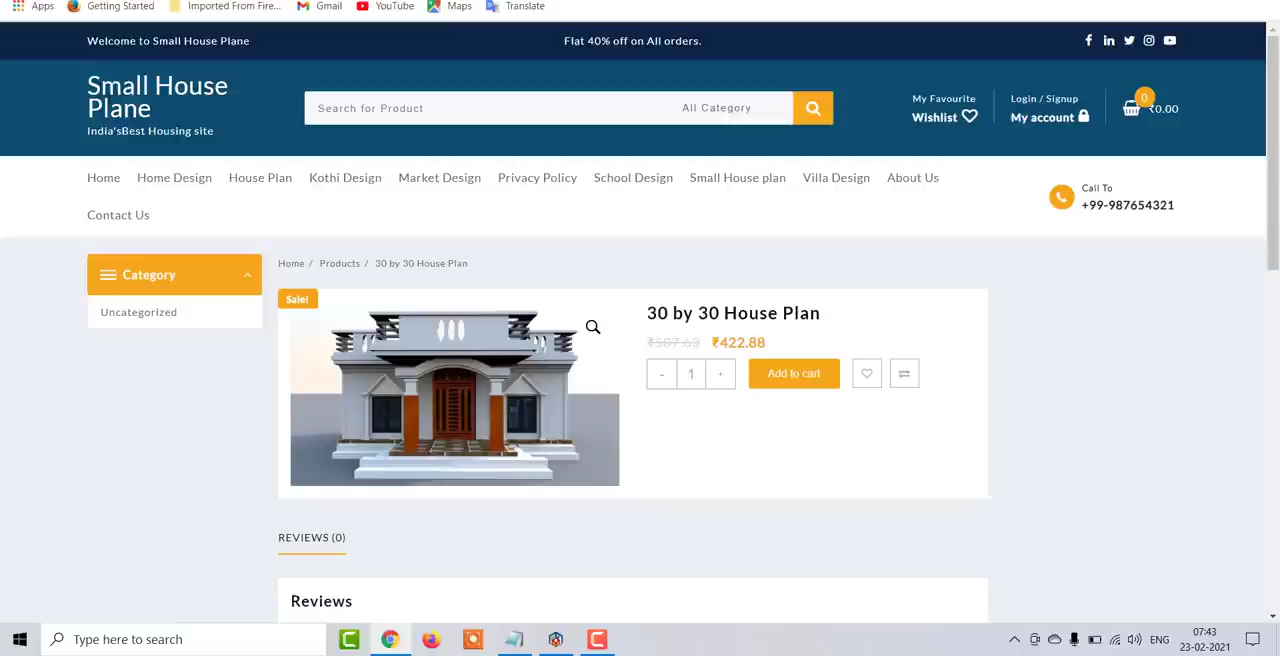 Apps Getting Started Imported From Fire... Gmail YouTube Maps Translate
Welcome to Small House Plane
Flat 40% off on All orders.
Small House
Plane
India'sBest Housing site
Search for Product All Category
My Favourite
Wishlist
Login / Signup
My account
0
₹0.00
Home Home Design House Plan Kothi Design Market Design Privacy Policy School Design Small House plan Villa Design About Us
Contact Us
Call To
+99-987654321
Category
Uncategorized
Home / Products / 30 by 30 House Plan
Sale!
30 by 30 House Plan
₹507.63 ₹422.88
- 1 + Add to cart
REVIEWS (0)
Reviews
Type here to search
ENG
07:43
23-02-2021